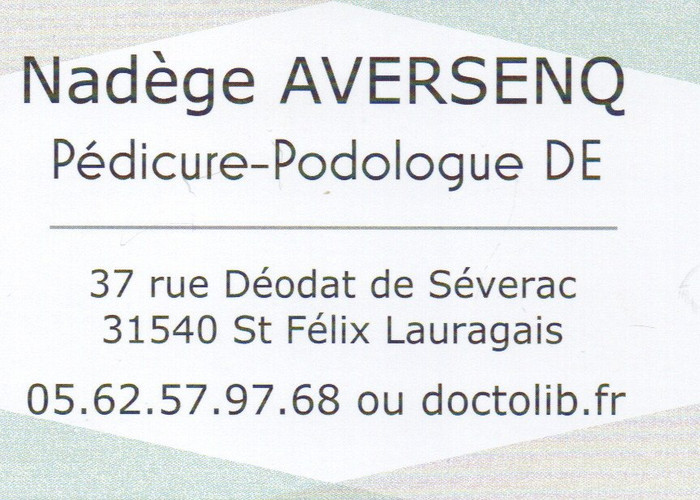 Nadège AVERSENQ
Pédicure-Podologue DE
37 rue Déodat de Séverac
31540 St Félix Lauragais
05.62.57.97.68 ou doctolib.fr